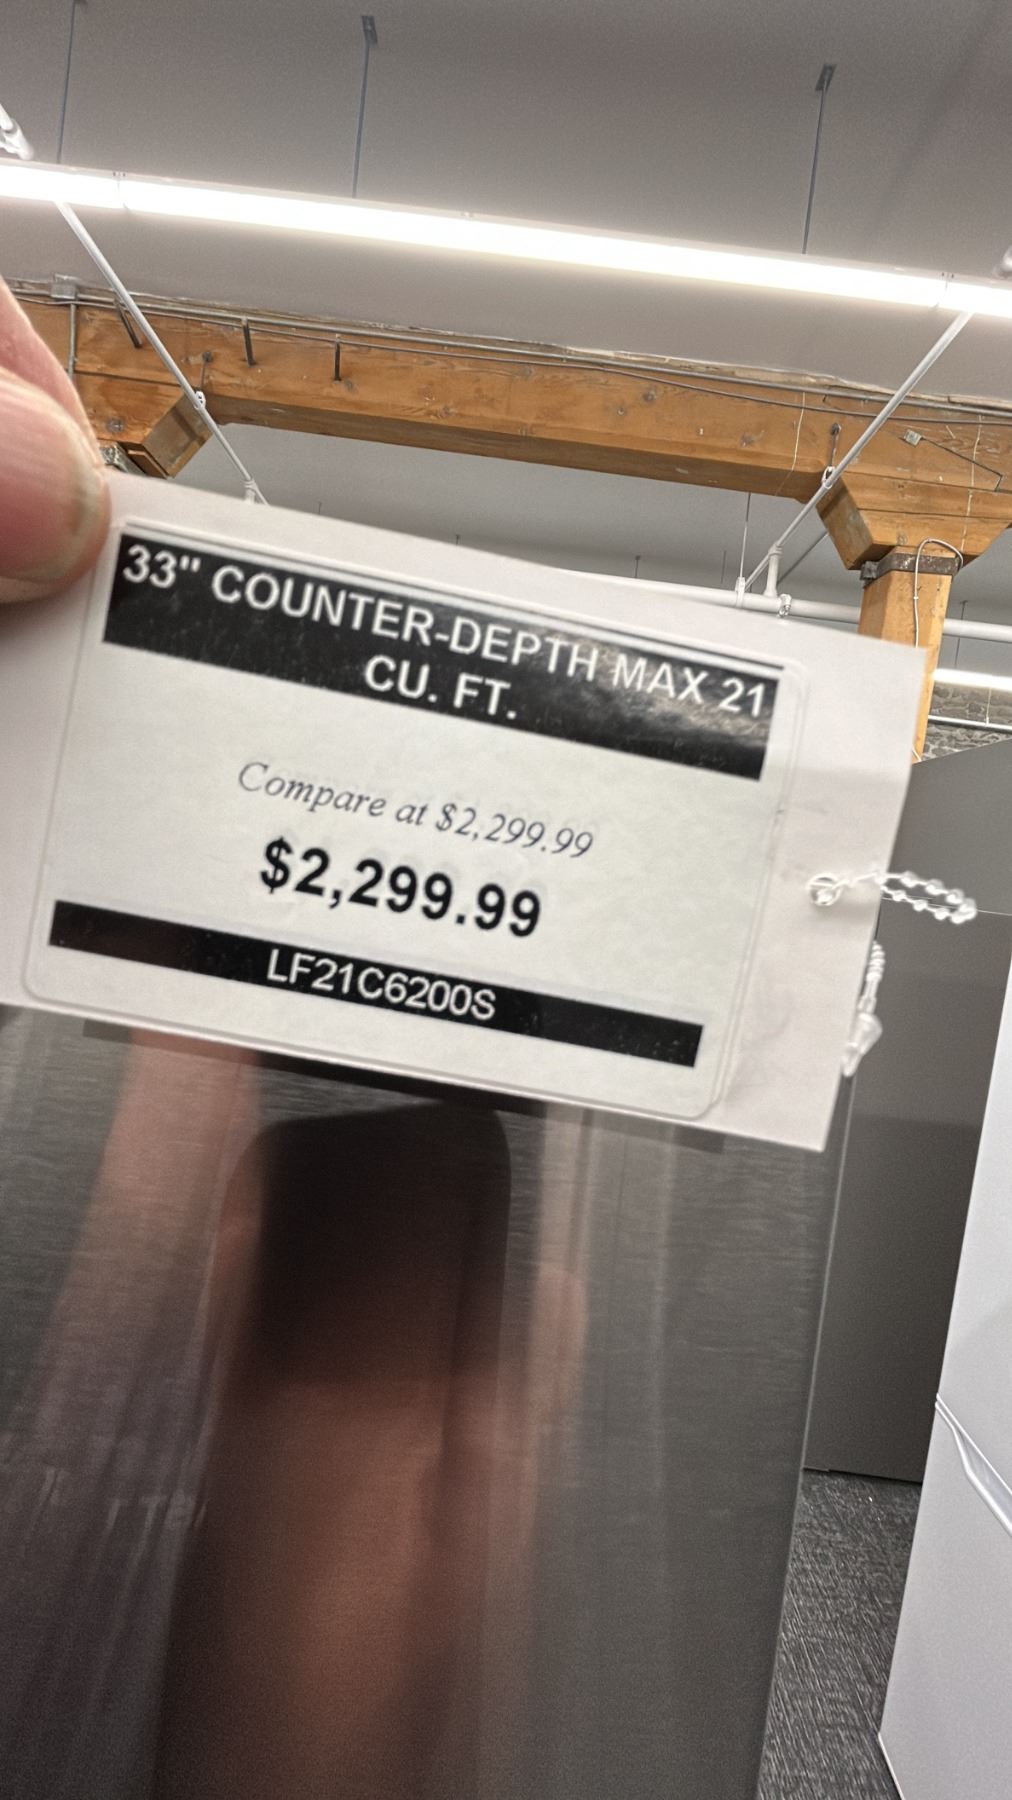 33" COUNTER-DEPTH MAX 21
CU. FT.
Compare at $2,299.99
$2,299.99
LF21C6200S